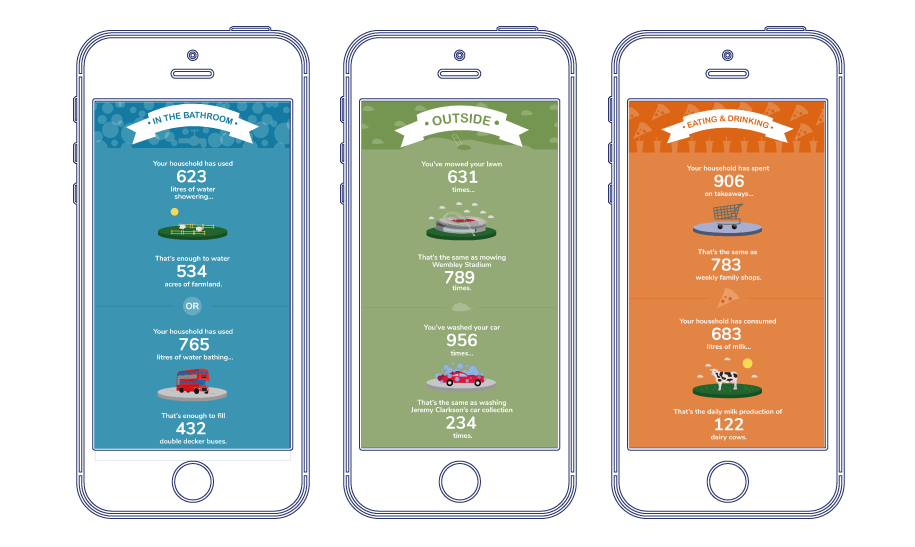 IN THE BATHROOM
Your household has used
623
litres of water
showering...
That's enough to water
534
acres of farmland.
OR
Your household has used
765
litres of water bathing...
That's enough to fill
432
double decker buses.
OUTSIDE
You've mowed your lawn
631
times...
That's the same as mowing
Wembley Stadium
789
times.
You've washed your car
956
times...
That's the same as washing
Jeremy Clarkson's car collection
234
times.
EATING & DRINKING
Your household has spent
906
on takeaways...
That's the same as
783
weekly family shops.
Your household has consumed
683
litres of milk...
That's the daily milk production of
122
dairy cows.